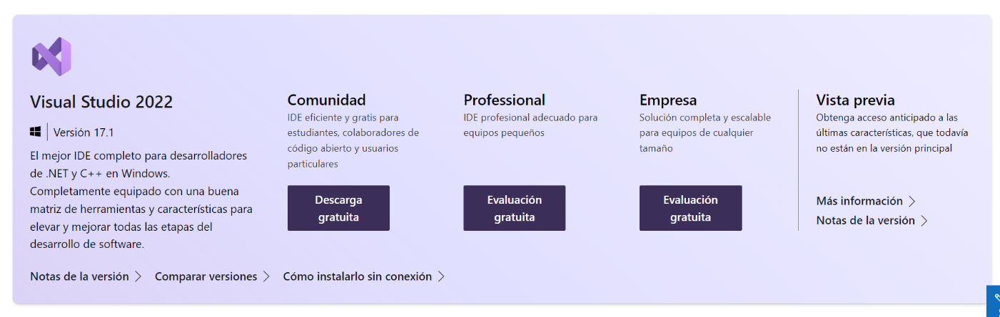 Visual Studio 2022
Versión 17.1
El mejor IDE completo para desarrolladores
de .NET y C++ en Windows.
Completamente equipado con una buena
matriz de herramientas y características para
elevar y mejorar todas las etapas del
desarrollo de software.
Comunidad
IDE eficiente y gratis para
estudiantes, colaboradores de
código abierto y usuarios
particulares
Descarga
gratuita
Professional
IDE profesional adecuado para
equipos pequeños
Evaluación
gratuita
Empresa
Solución completa y escalable
para equipos de cualquier
tamaño
Evaluación
gratuita
Vista previa
Obtenga acceso anticipado a las
últimas características, que todavía
no están en la versión principal
Más información
Notas de la versión
Notas de la versión
Comparar versiones
Cómo instalarlo sin conexión